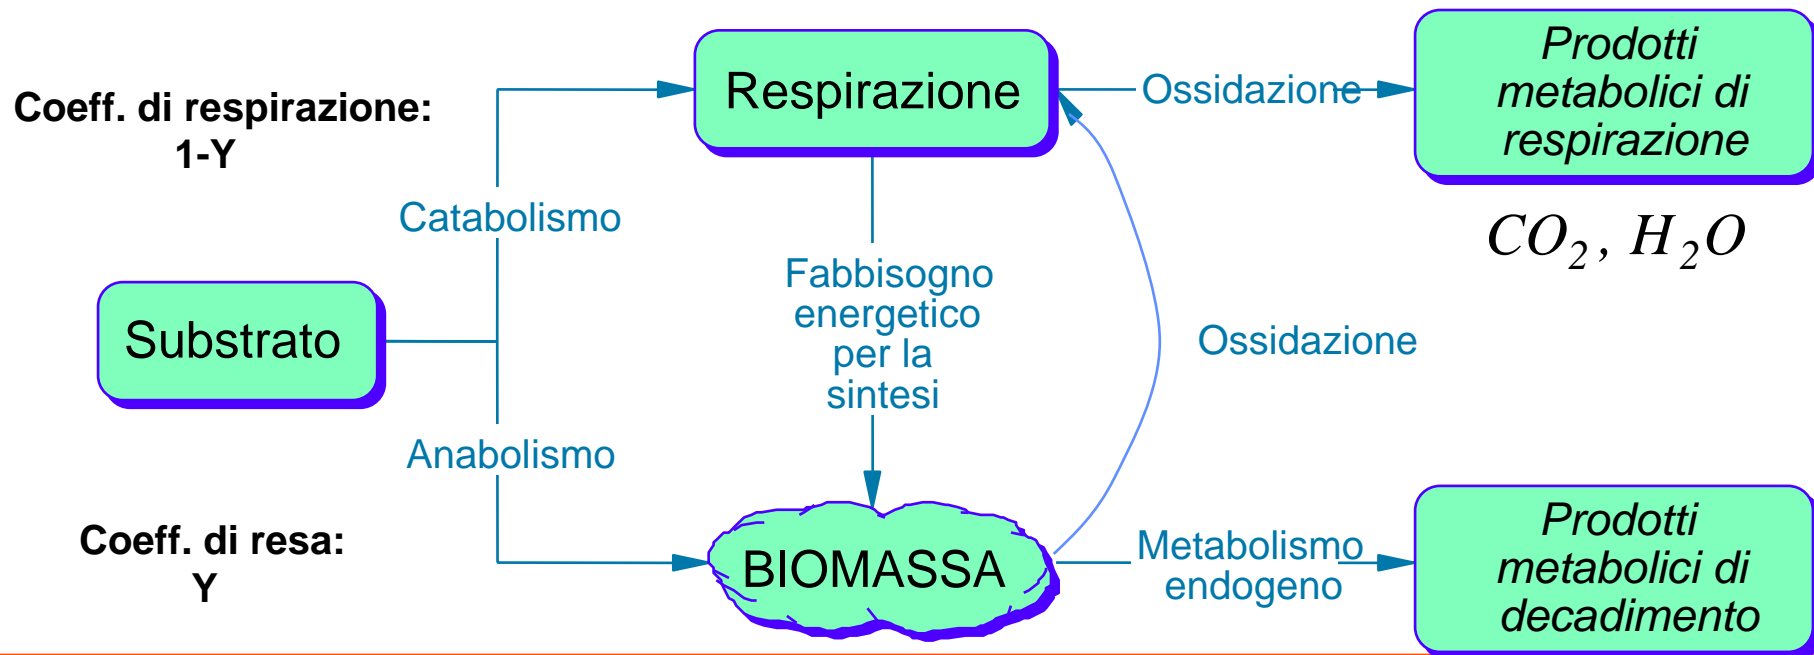 Coeff. di respirazione:
1-Y
Catabolismo
Substrato
Anabolismo
Coeff. di resa:
Y
Respirazione
Fabbisogno
energetico
per la
sintesi
BIOMASSA
Ossidazione
Ossidazione
Metabolismo
endogeno
Prodotti
metabolici di
respirazione
CO₂, H₂O
Prodotti
metabolici di
decadimento